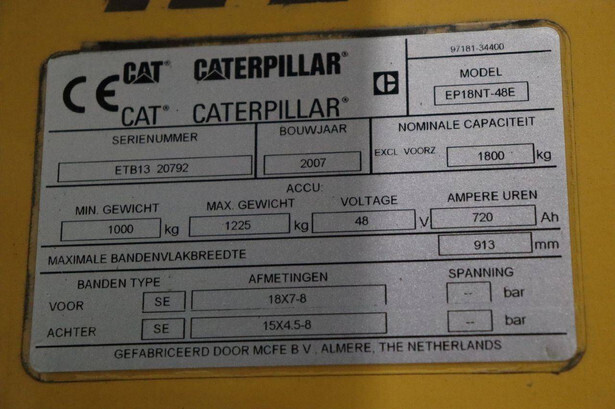 97181-34400
CE CAT CATERPILLAR®
CAT® CATERPILLAR® C
MODEL
EP18NT-48E
SERIENUMMER BOUWJAAR NOMINALE CAPACITEIT
ETB13 20792 2007 EXCL. VOORZ. 1800 kg
ACCU:
MIN. GEWICHT MAX. GEWICHT VOLTAGE AMPERE UREN
1000 kg 1225 kg 48 V 720 Ah
MAXIMALE BANDENVLAKBREEDTE 913 mm
BANDEN TYPE AFMETINGEN SPANNING
VOOR SE 18X7-8 -- bar
ACHTER SE 15X4.5-8 -- bar
GEFABRICEERD DOOR MCFE B.V. ALMERE, THE NETHERLANDS